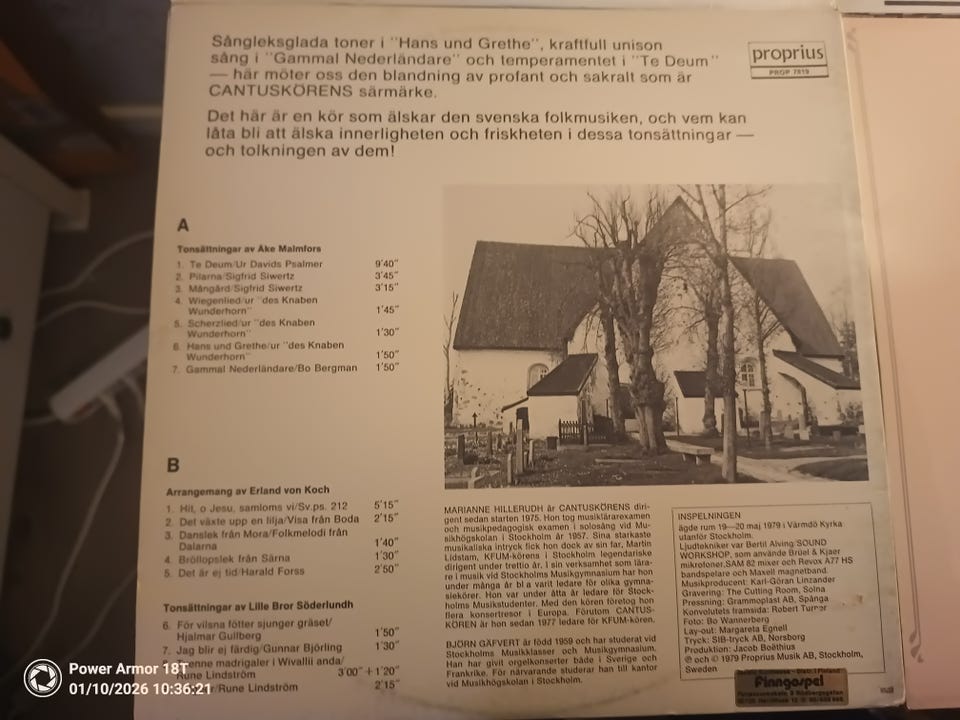 Sångleksglada toner i "Hans und Grethe", kraftfull unison
sång i "Gammal Nederländare" och temperamentet i "Te Deum"
— här möter oss den blandning av profant och sakralt som är
CANTUSKÖRENS särmärke.
Det här är en kör som älskar den svenska folkmusiken, och vem kan
låta bli att älska innerligheten och friskheten i dessa tonsättningar —
och tolkningen av dem!
proprius
PROP 7819
A
Tonsättningar av Åke Malmfors
1. Te Deum/Ur Davids Psalmer 9'40"
2. Pilarna/Sigfrid Siwertz 3'45"
3. Mångård/Sigfrid Siwertz 3'15"
4. Wiegenlied/ur "des Knaben
Wunderhorn" 1'45"
5. Scherzlied/ur "des Knaben
Wunderhorn" 1'30"
6. Hans und Grethe/ur "des Knaben
Wunderhorn" 1'50"
7. Gammal Nederländare/Bo Bergman 1'50"
B
Arrangemang av Erland von Koch
1. Hit, o Jesu, samloms vi/Sv.ps. 212 5'15"
2. Det växte upp en lilja/Visa från Boda 2'15"
3. Danslek från Mora/Folkmelodi från
Dalarna 1'40"
4. Bröllopslek från Särna 1'30"
5. Det är ej tid/Harald Forss 2'50"
Tonsättningar av Lille Bror Söderlundh
6. För vilsna fötter sjunger gräset/
Hjalmar Gullberg 1'50"
7. Jag blir ej färdig/Gunnar Björling 1'30"
enne madrigaler i Wivallii anda/
Rune Lindström 3'00"+1'20"
/Rune Lindström 2'15"
MARIANNE HILLERUDH är CANTUSKÖRENS diri-
gent sedan starten 1975. Hon tog musiklärarexamen
och musikpedagogisk examen i solosång vid Mu-
sikhögskolan i Stockholm år 1957. Sina starkaste
musikaliska intryck fick hon dock av sin far, Martin
Lidstam, KFUM-körens i Stockholm legendariske
dirigent under trettio år. I sin verksamhet som lära-
re i musik vid Stockholms Musikgymnasium har hon
under många år bl a varit ledare för olika gymna-
siekörer. Hon var under åtta år ledare för Stock-
holms Musikstudenter. Med den kören företog hon
flera konsertresor i Europa. Förutom CANTUS-
KÖREN är hon sedan 1977 ledare för KFUM-kören.
BJÖRN GÄFVERT är född 1959 och har studerat vid
Stockholms Musikklasser och Musikgymnasium.
Han har givit orgelkonserter både i Sverige och
Frankrike. För närvarande studerar han till kantor
vid Musikhögskolan i Stockholm.
INSPELNINGEN
ägde rum 19—20 maj 1979 i Värmdö Kyrka
utanför Stockholm.
Ljudtekniker var Bertil Alving/SOUND
WORKSHOP, som använde Brüel & Kjaer
mikrofoner, SAM 82 mixer och Revox A77 HS
bandspelare och Maxell magnetband.
Musikproducent: Karl-Göran Linzander
Gravering: The Cutting Room, Solna
Pressning: Grammoplast AB, Spånga
Konvolutets framsida: Robert Turner
Foto: Bo Wannerberg
Lay-out: Margareta Egnell
Tryck: SIB-tryck AB, Norsborg
Produktion: Jacob Boëthius
℗ och © 1979 Proprius Musik AB, Stockholm,
Sweden
Finngospel
Power Armor 18T
01/10/2026 10:36:21